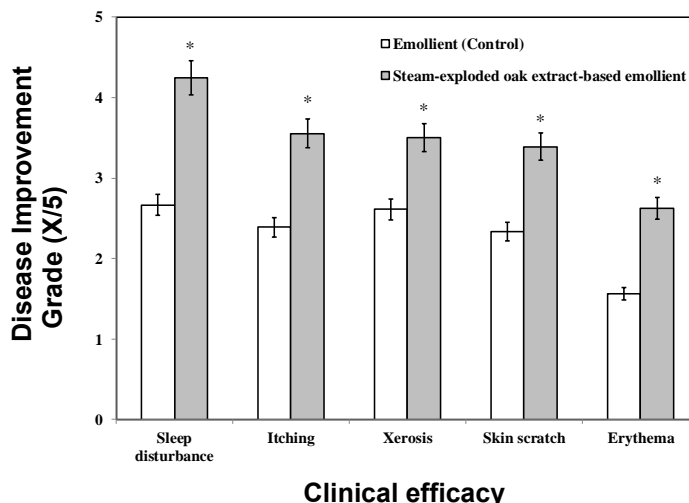 5
Emollient (Control)
Steam-exploded oak extract-based emollient
*
*
*
*
*
4
3
2
1
0
Disease Improvement
Grade (X/5)
Sleep
disturbance
Itching
Xerosis
Skin scratch
Erythema
Clinical efficacy